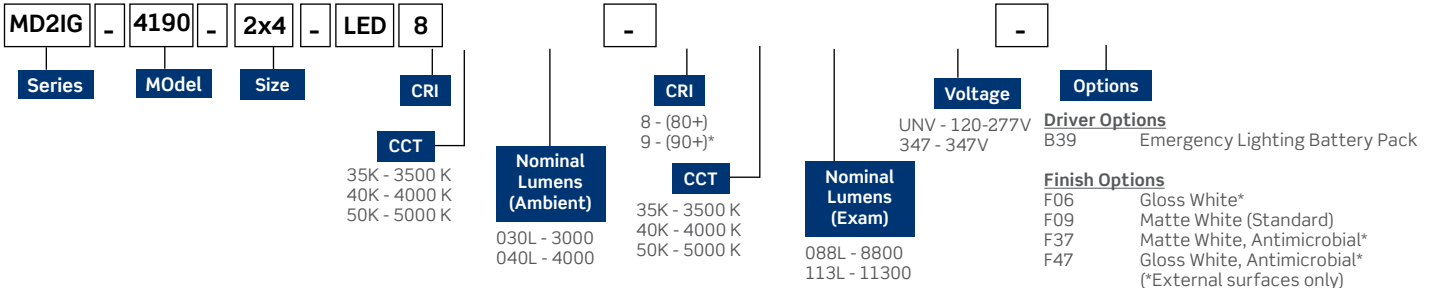 MD2IG - 4190 - 2x4 - LED 8 - -
Series
MOdel
Size
CRI
CCT
35K - 3500 K
40K - 4000 K
50K - 5000 K
Nominal
Lumens
(Ambient)
030L - 3000
040L - 4000
CRI
8 - (80+)
9 - (90+)*
CCT
35K - 3500 K
40K - 4000 K
50K - 5000 K
Nominal
Lumens
(Exam)
088L - 8800
113L - 11300
Voltage
UNV - 120-277V
347 - 347V
Options
Driver Options
B39 Emergency Lighting Battery Pack
Finish Options
F06 Gloss White*
F09 Matte White (Standard)
F37 Matte White, Antimicrobial*
F47 Gloss White, Antimicrobial*
(*External surfaces only)